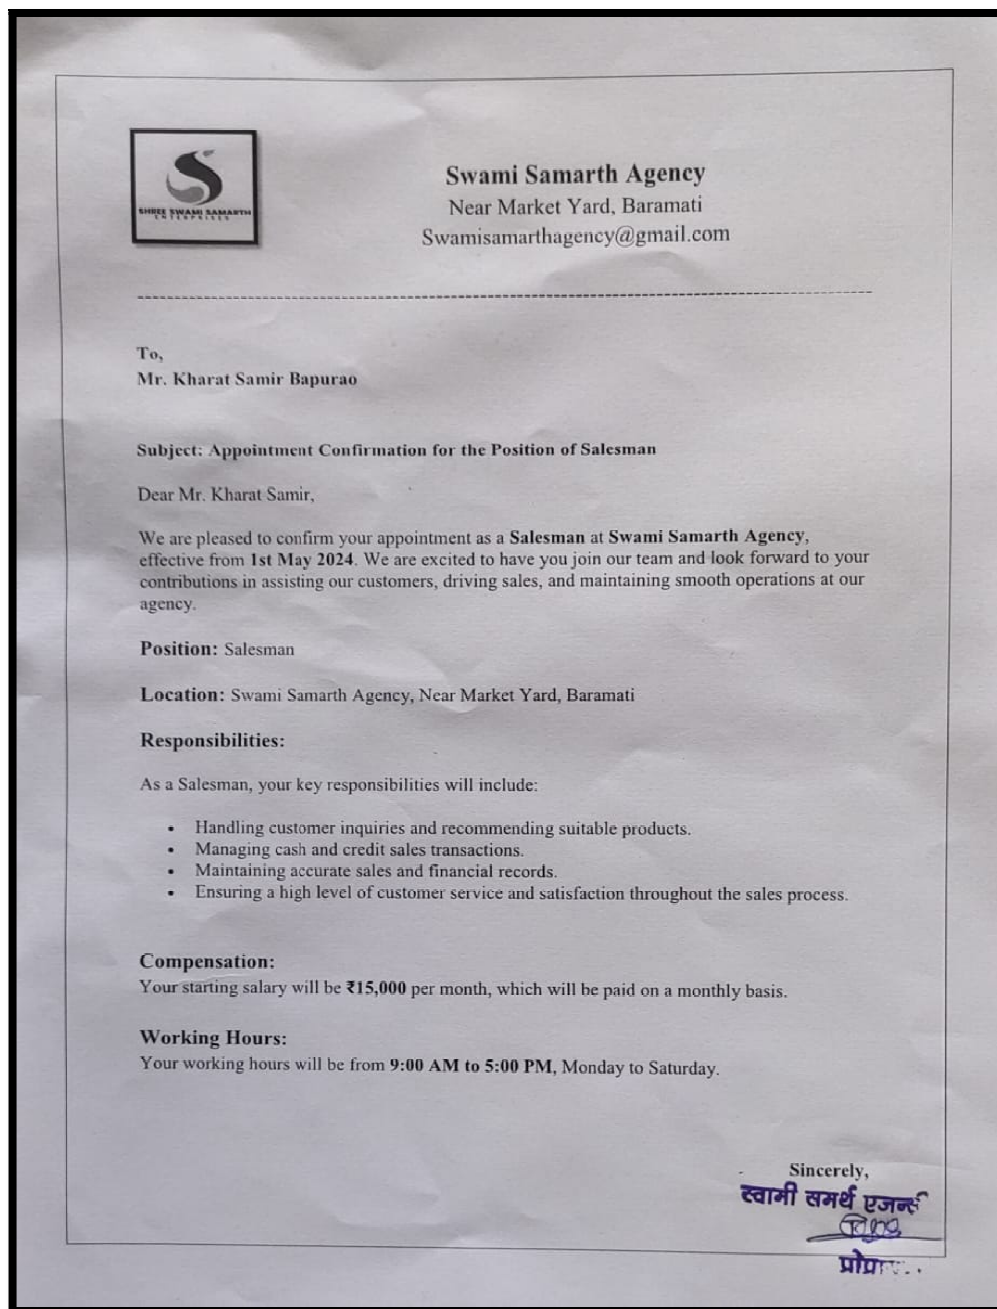 SHREE SWAMI SAMARTH
ENTERPRISES
Swami Samarth Agency
Near Market Yard, Baramati
Swamisamarthagency@gmail.com
To,
Mr. Kharat Samir Bapurao
Subject: Appointment Confirmation for the Position of Salesman
Dear Mr. Kharat Samir,
We are pleased to confirm your appointment as a Salesman at Swami Samarth Agency,
effective from 1st May 2024. We are excited to have you join our team and look forward to your
contributions in assisting our customers, driving sales, and maintaining smooth operations at our
agency.
Position: Salesman
Location: Swami Samarth Agency, Near Market Yard, Baramati
Responsibilities:
As a Salesman, your key responsibilities will include:
• Handling customer inquiries and recommending suitable products.
• Managing cash and credit sales transactions.
• Maintaining accurate sales and financial records.
• Ensuring a high level of customer service and satisfaction throughout the sales process.
Compensation:
Your starting salary will be ₹15,000 per month, which will be paid on a monthly basis.
Working Hours:
Your working hours will be from 9:00 AM to 5:00 PM, Monday to Saturday.
Sincerely,
स्वामी समर्थ